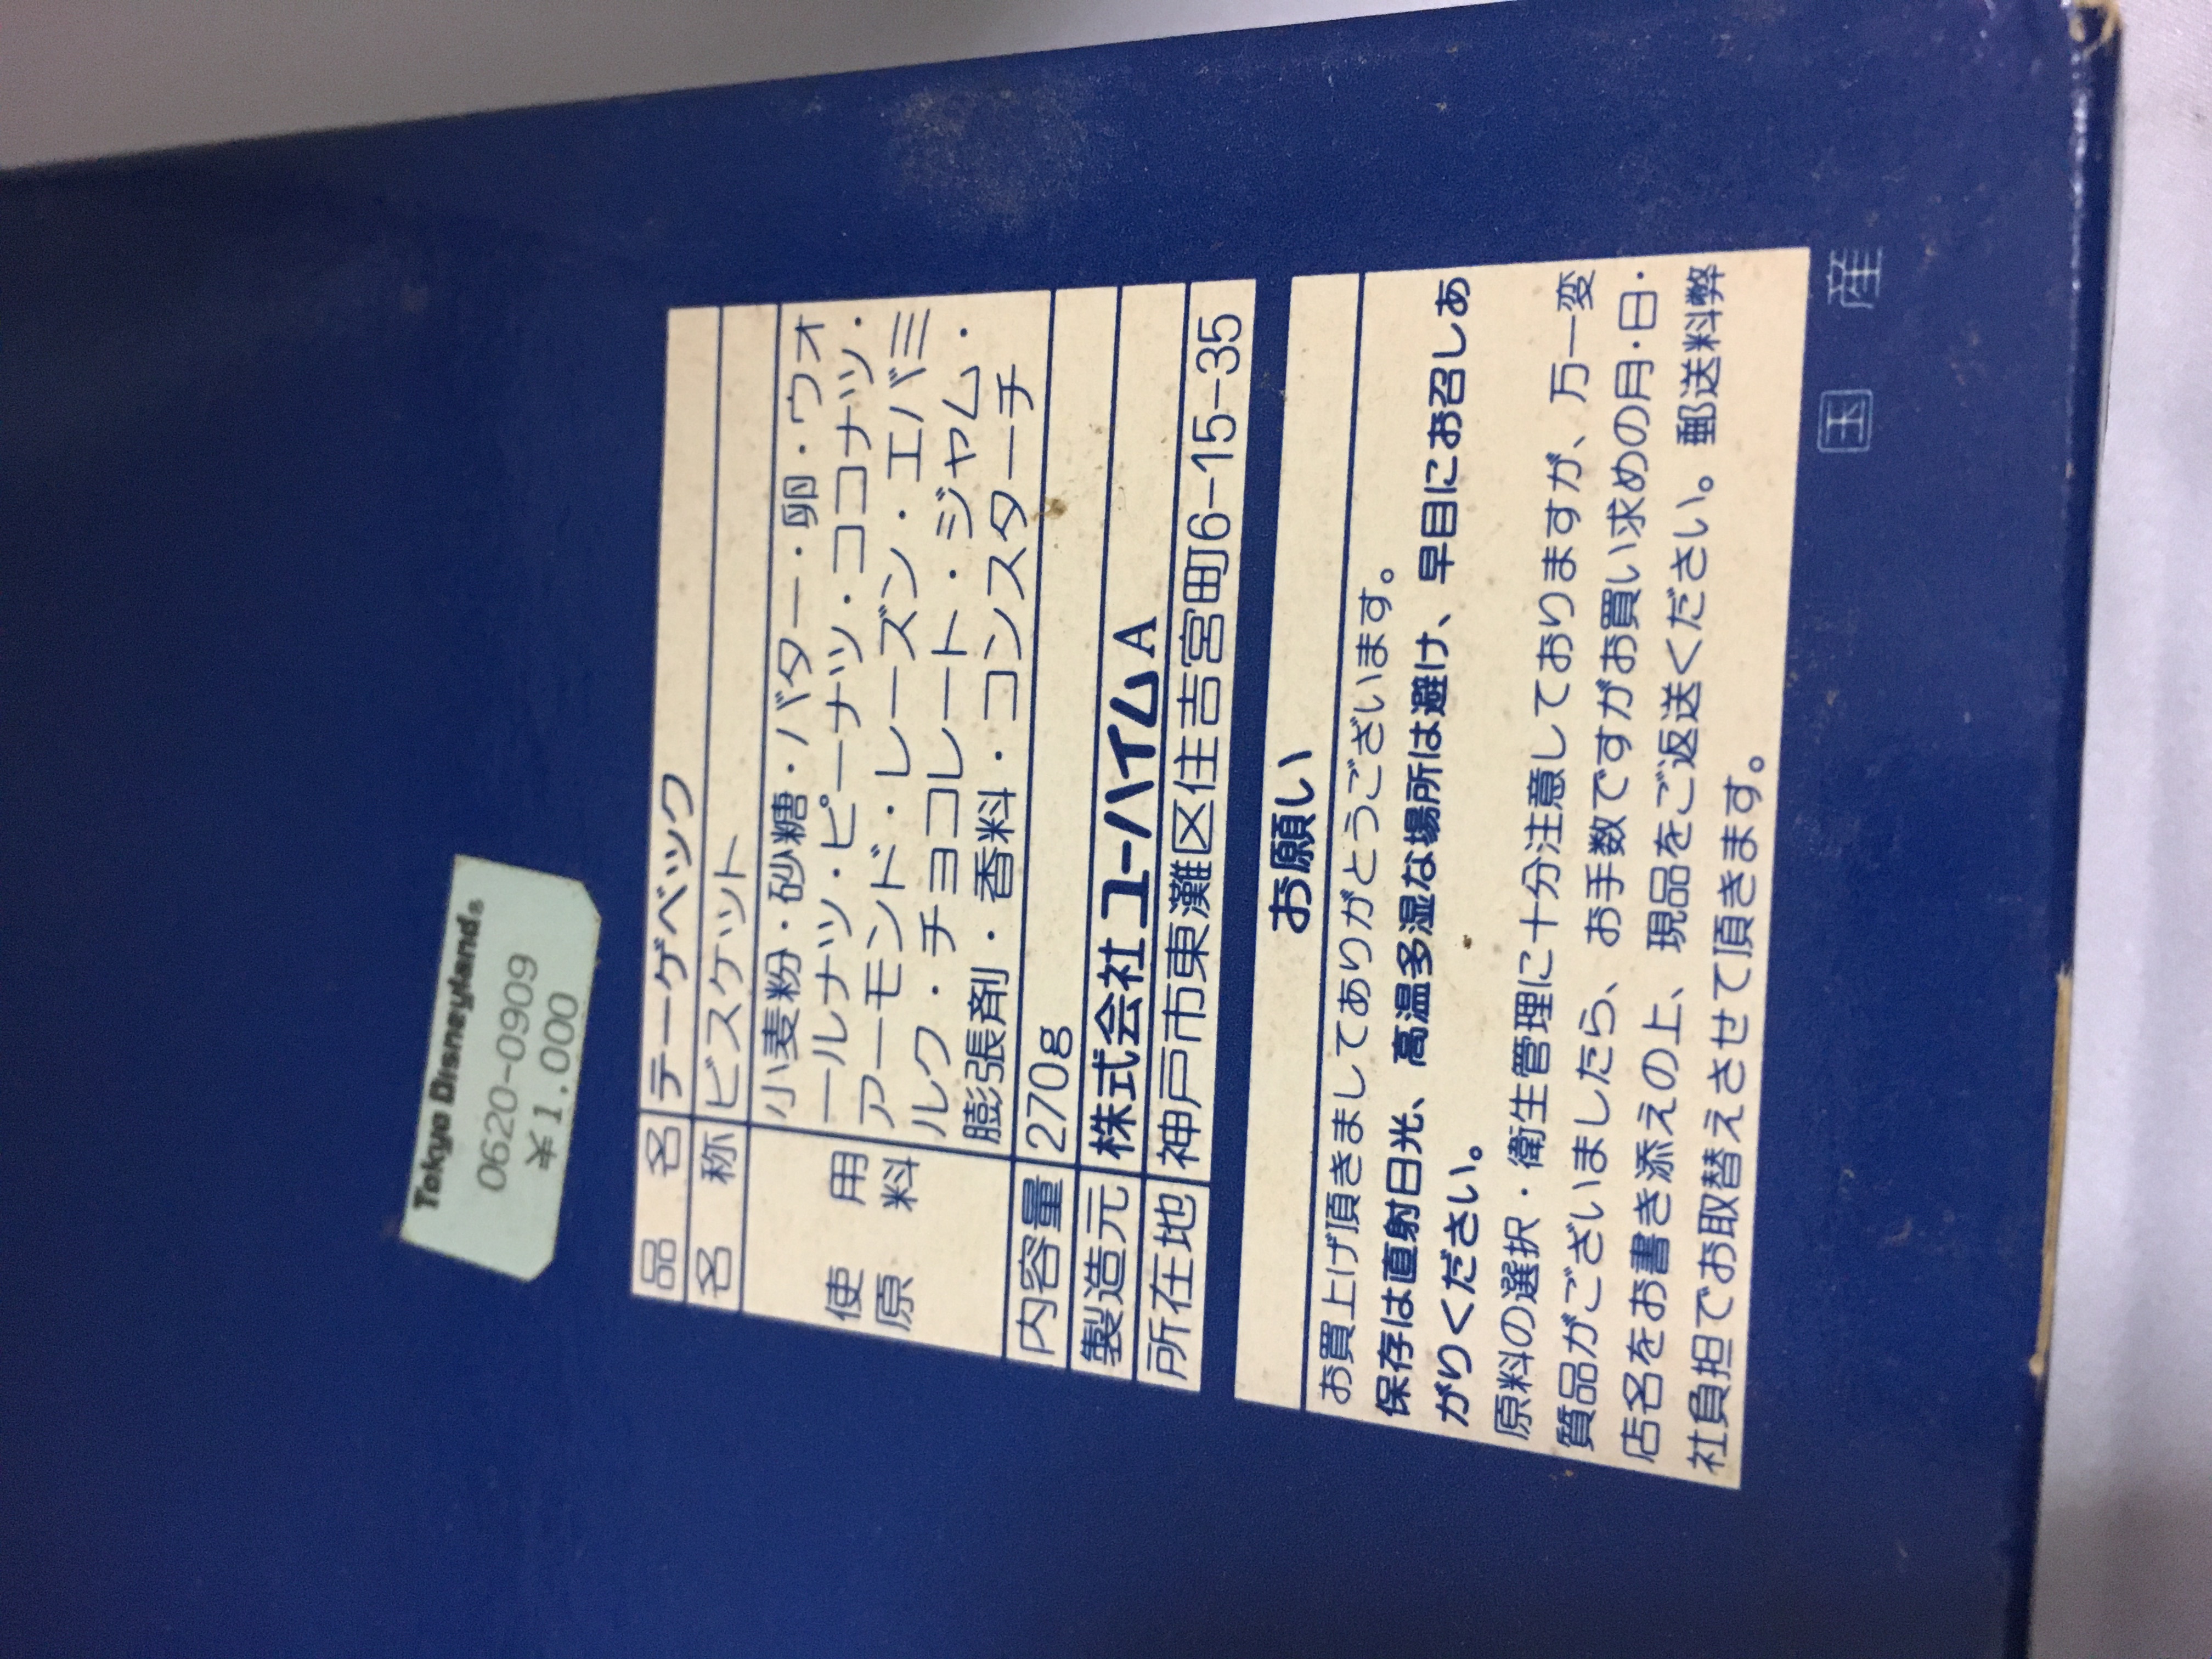 Tokyo Disneyland®
0620-0909
¥1.000
品名 テーゲベック
名称 ビスケット
使用原料 小麦粉・砂糖・バター・卵・ウォ
ールナッツ・ピーナッツ・ココナッツ・
アーモンド・レーズン・エバミ
ルク・チョコレート・ジャム・
膨張剤・香料・コンスターチ
内容量 270g
製造元 株式会社ユーハイムA
所在地 神戸市東灘区住吉宮町6-15-35
お願い
お買上げ頂きましてありがとうございます。
保存は直射日光、高温多湿な場所は避け、早目にお召しあ
がりください。
原料の選択・衛生管理に十分注意しておりますが、万一変
質品がございましたら、お手数ですがお買い求めの月・日・
店名をお書き添えの上、現品をご返送ください。郵送料弊
社負担でお取替えさせて頂きます。
国産